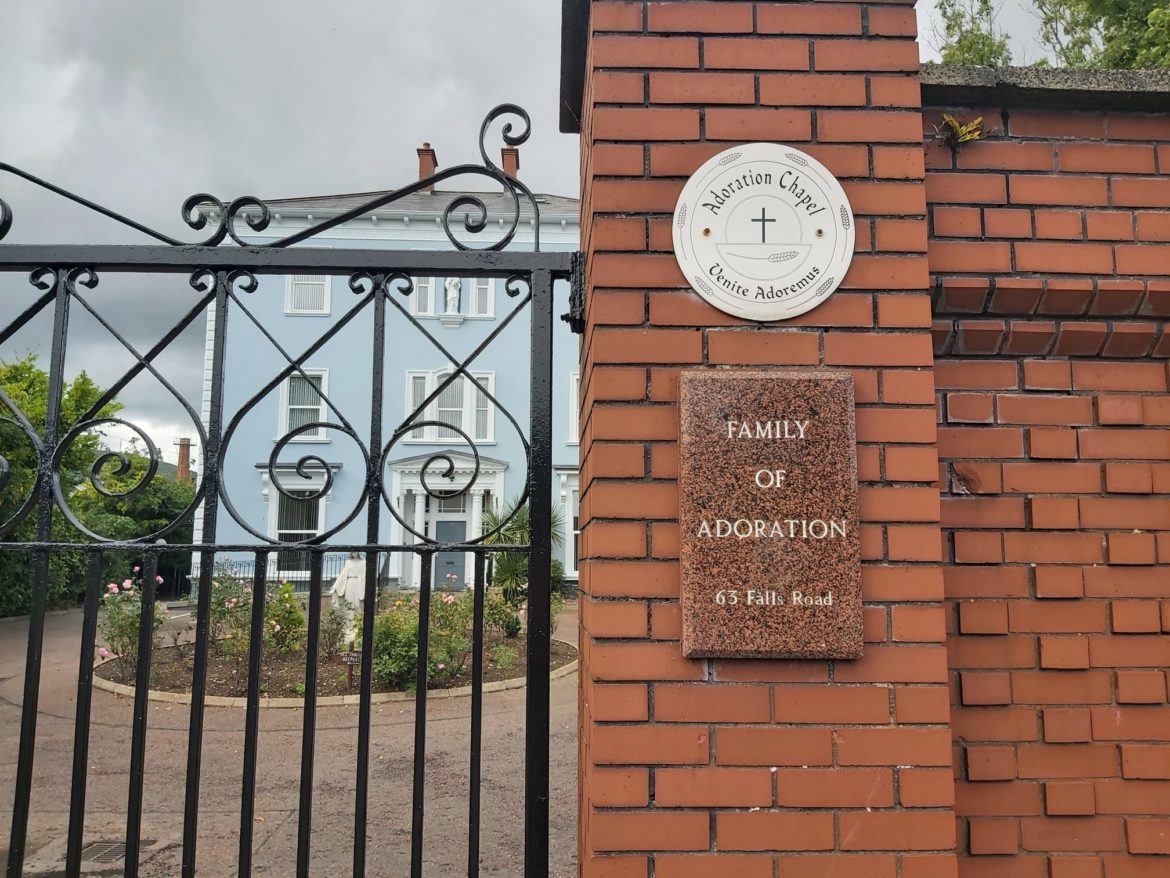 Adoration Chapel
Venite Adoremus
FAMILY
OF
ADORATION
63 Falls Road